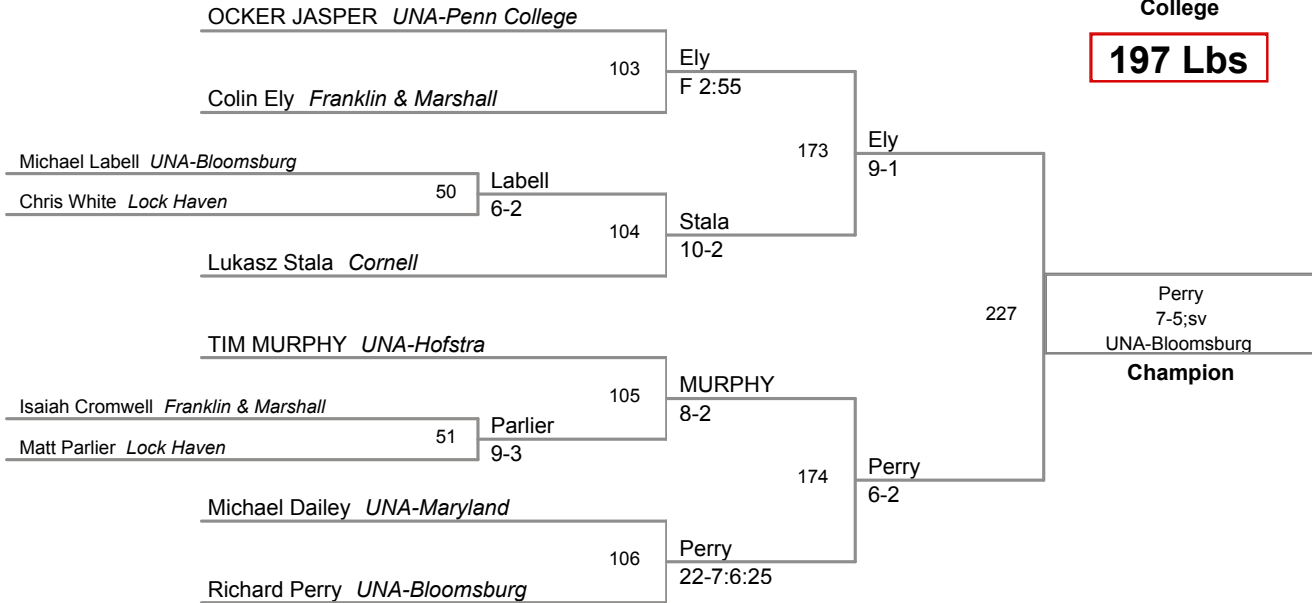 College
197 Lbs
OCKER JASPER UNA-Penn College
103
Ely
F 2:55
Colin Ely Franklin & Marshall
173
Ely
9-1
Michael Labell UNA-Bloomsburg
50
Labell
6-2
Chris White Lock Haven
104
Stala
10-2
Lukasz Stala Cornell
227
Perry
7-5;sv
UNA-Bloomsburg
Champion
TIM MURPHY UNA-Hofstra
105
MURPHY
8-2
Isaiah Cromwell Franklin & Marshall
51
Parlier
9-3
Matt Parlier Lock Haven
174
Perry
6-2
Michael Dailey UNA-Maryland
106
Perry
22-7:6:25
Richard Perry UNA-Bloomsburg